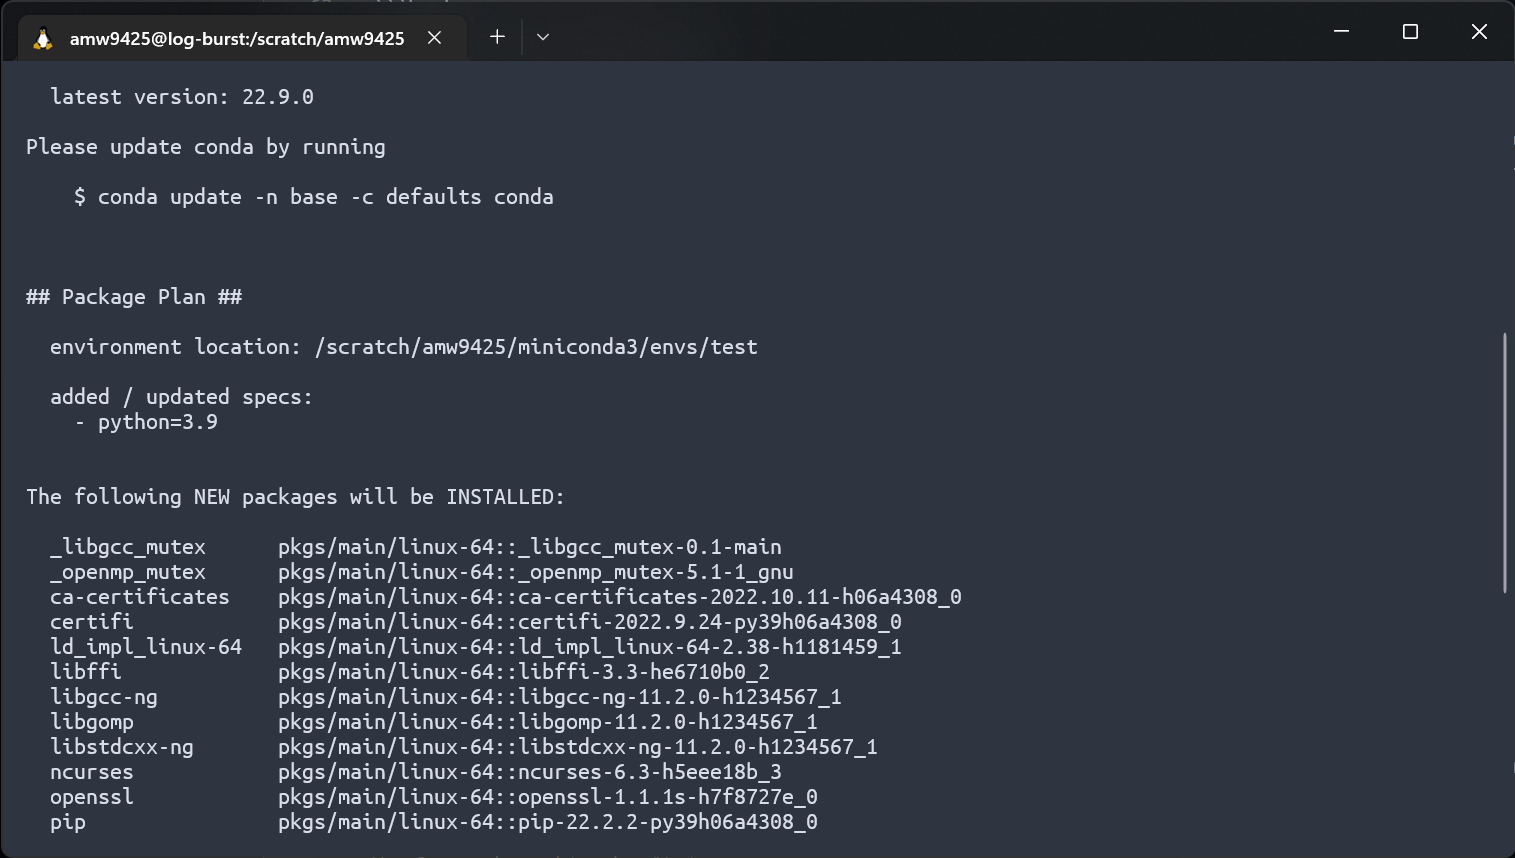 amw9425@log-burst:/scratch/amw9425
latest version: 22.9.0
Please update conda by running
$ conda update -n base -c defaults conda
## Package Plan ##
environment location: /scratch/amw9425/miniconda3/envs/test
added / updated specs:
- python=3.9
The following NEW packages will be INSTALLED:
_libgcc_mutex pkgs/main/linux-64::_libgcc_mutex-0.1-main
_openmp_mutex pkgs/main/linux-64::_openmp_mutex-5.1-1_gnu
ca-certificates pkgs/main/linux-64::ca-certificates-2022.10.11-h06a4308_0
certifi pkgs/main/linux-64::certifi-2022.9.24-py39h06a4308_0
ld_impl_linux-64 pkgs/main/linux-64::ld_impl_linux-64-2.38-h1181459_1
libffi pkgs/main/linux-64::libffi-3.3-he6710b0_2
libgcc-ng pkgs/main/linux-64::libgcc-ng-11.2.0-h1234567_1
libgomp pkgs/main/linux-64::libgomp-11.2.0-h1234567_1
libstdcxx-ng pkgs/main/linux-64::libstdcxx-ng-11.2.0-h1234567_1
ncurses pkgs/main/linux-64::ncurses-6.3-h5eee18b_3
openssl pkgs/main/linux-64::openssl-1.1.1s-h7f8727e_0
pip pkgs/main/linux-64::pip-22.2.2-py39h06a4308_0